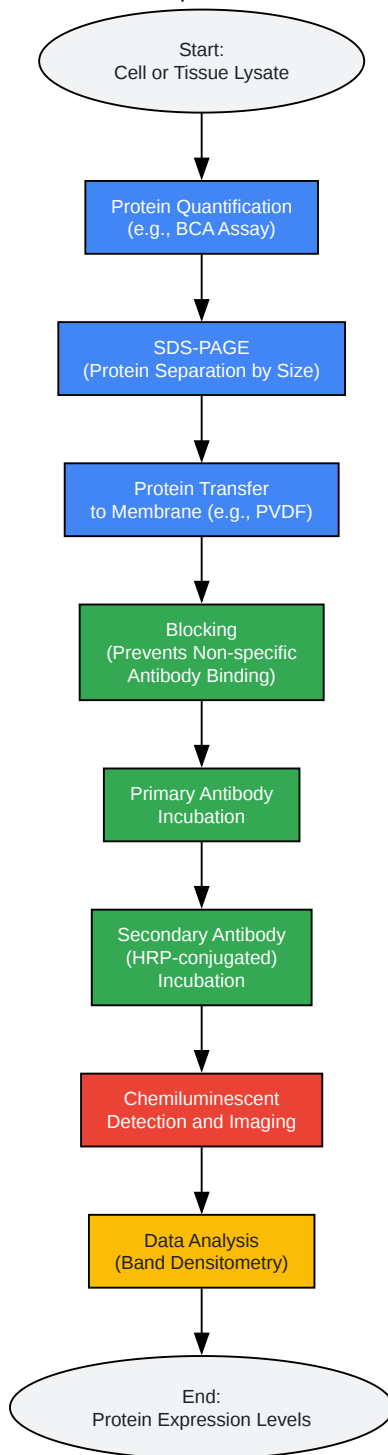 Start:
Cell or Tissue Lysate
Protein Quantification
(e.g., BCA Assay)
SDS-PAGE
(Protein Separation by Size)
Protein Transfer
to Membrane (e.g., PVDF)
Blocking
(Prevents Non-specific
Antibody Binding)
Primary Antibody
Incubation
Secondary Antibody
(HRP-conjugated)
Incubation
Chemiluminescent
Detection and Imaging
Data Analysis
(Band Densitometry)
End:
Protein Expression Levels